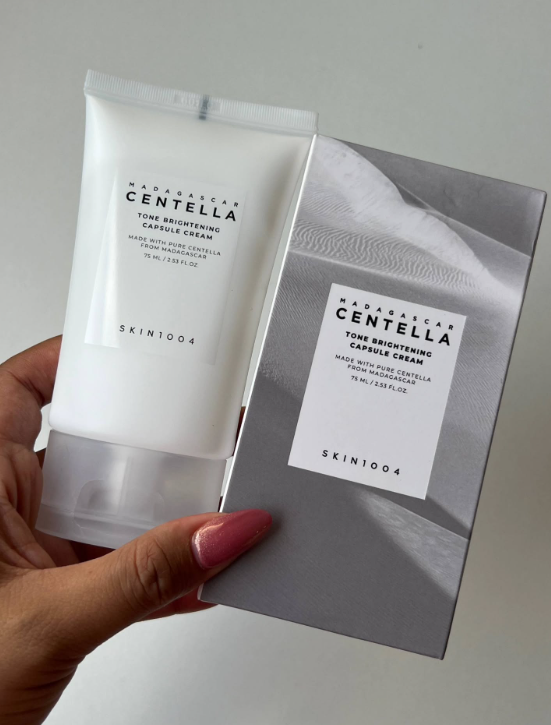 MADAGASCAR
CENTELLA
TONE BRIGHTENING
CAPSULE CREAM
MADE WITH PURE CENTELLA
FROM MADAGASCAR
75 ML / 2.53 FL.OZ.
SKIN1004
MADAGASCAR
CENTELLA
TONE BRIGHTENING
CAPSULE CREAM
MADE WITH PURE CENTELLA
FROM MADAGASCAR
75 ML / 2.53 FL.OZ.
SKIN1004